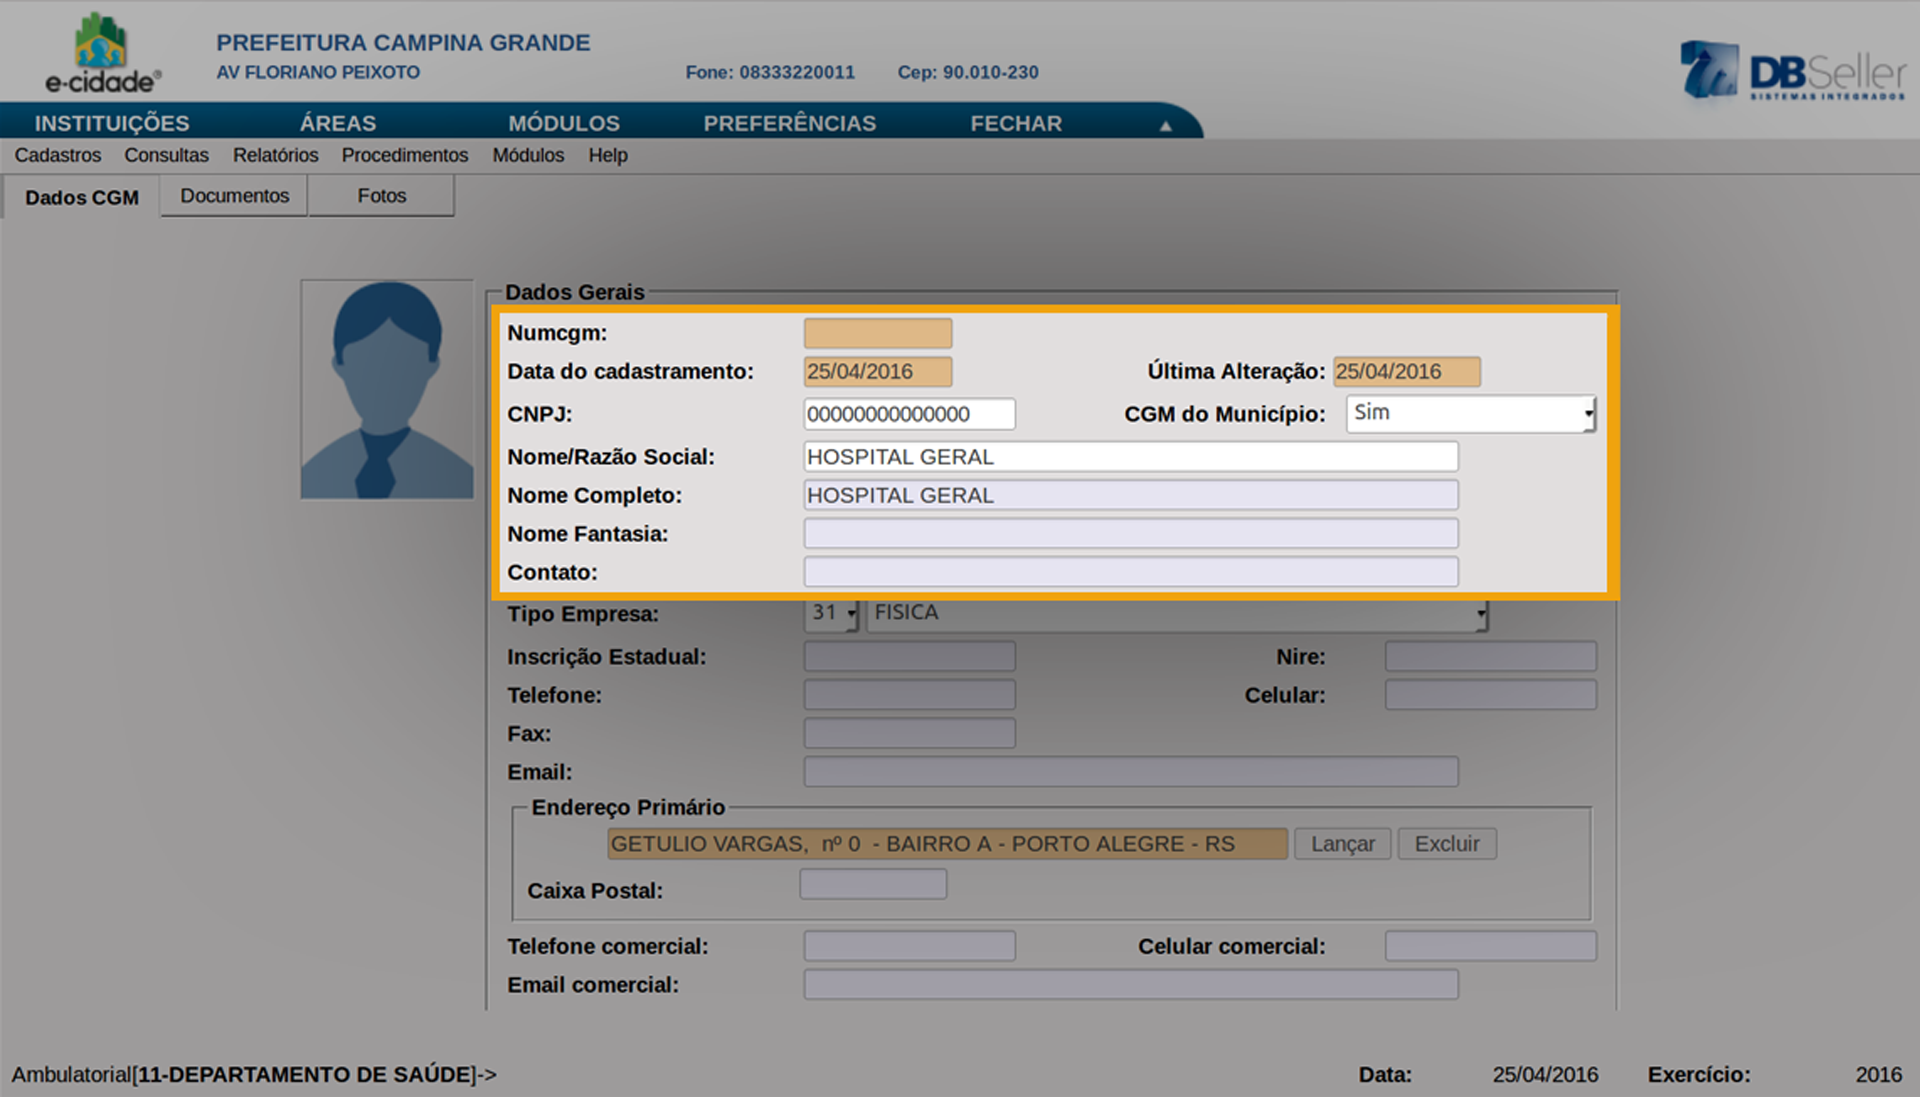 e-cidade®
PREFEITURA CAMPINA GRANDE
AV FLORIANO PEIXOTO Fone: 08333220011 Cep: 90.010-230
DBSeller
SISTEMAS INTEGRADOS
INSTITUIÇÕES ÁREAS MÓDULOS PREFERÊNCIAS FECHAR ▲
Cadastros Consultas Relatórios Procedimentos Módulos Help
Dados CGM Documentos Fotos
Dados Gerais
Numcgm:
Data do cadastramento: 25/04/2016 Última Alteração: 25/04/2016
CNPJ: 00000000000000 CGM do Município: Sim
Nome/Razão Social: HOSPITAL GERAL
Nome Completo: HOSPITAL GERAL
Nome Fantasia:
Contato:
Tipo Empresa: 31 FISICA
Inscrição Estadual: Nire:
Telefone: Celular:
Fax:
Email:
Endereço Primário
GETULIO VARGAS, nº 0 - BAIRRO A - PORTO ALEGRE - RS Lançar Excluir
Caixa Postal:
Telefone comercial: Celular comercial:
Email comercial:
Ambulatorial[11-DEPARTAMENTO DE SAÚDE]-> Data: 25/04/2016 Exercício: 2016